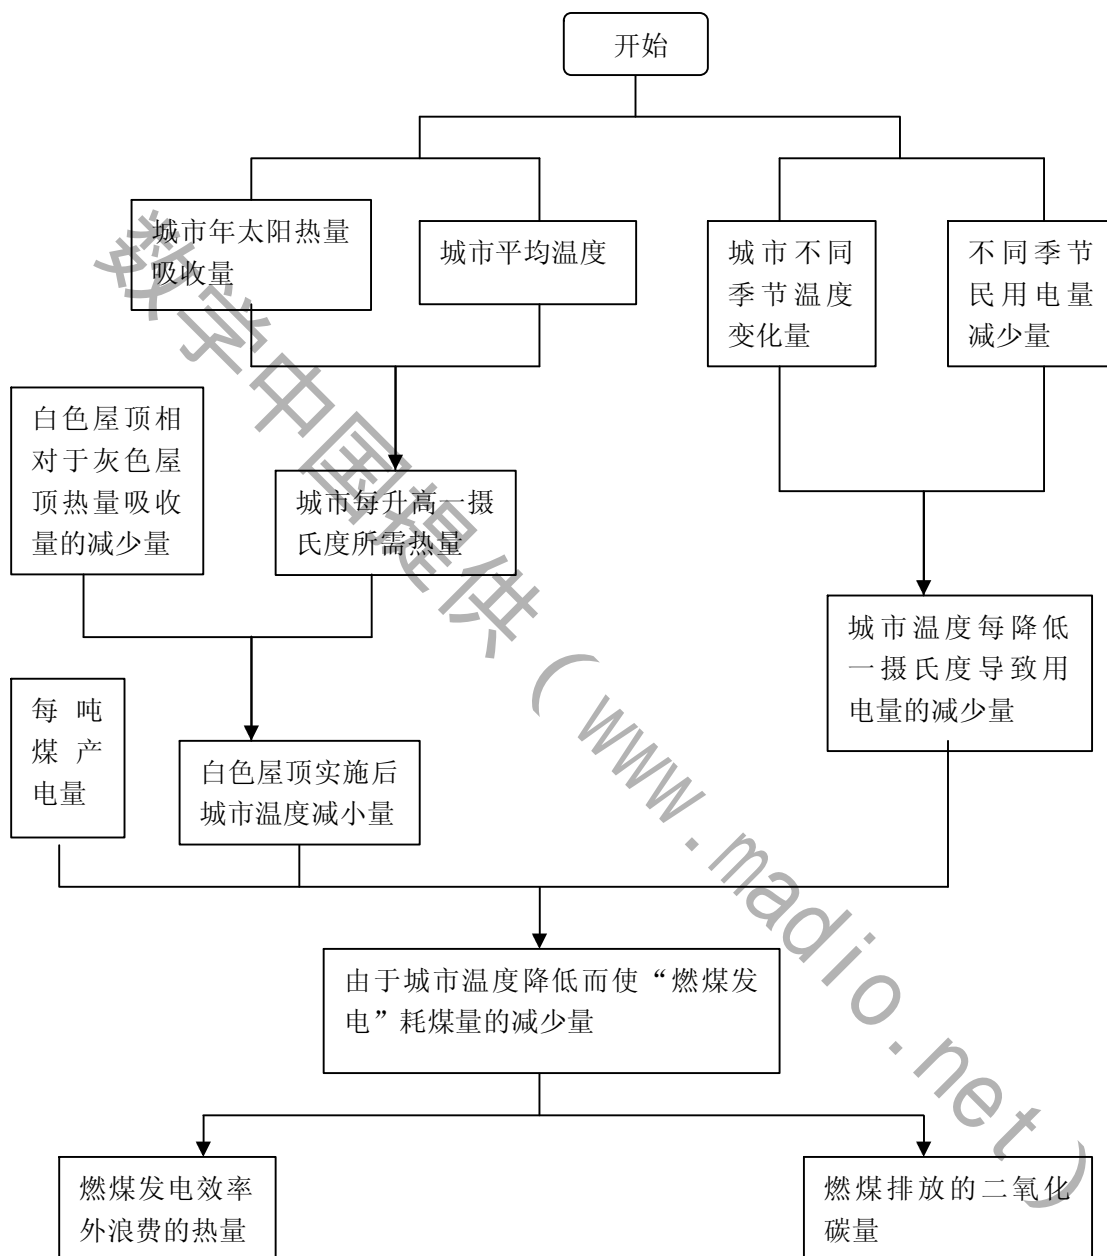 开始
城市年太阳热量
吸收量
城市平均温度
城市不同
季节温度
变化量
不同季节
民用电量
减少量
白色屋顶相
对于灰色屋
顶热量吸收
量的减少量
城市每升高一摄
氏度所需热量
城市温度每降低
一摄氏度导致用
电量的减少量
每吨
煤产
电量
白色屋顶实施后
城市温度减小量
由于城市温度降低而使“燃煤发
电”耗煤量的减少量
燃煤发电效率
外浪费的热量
燃煤排放的二氧化
碳量
数学中国提供（www.madio.net）